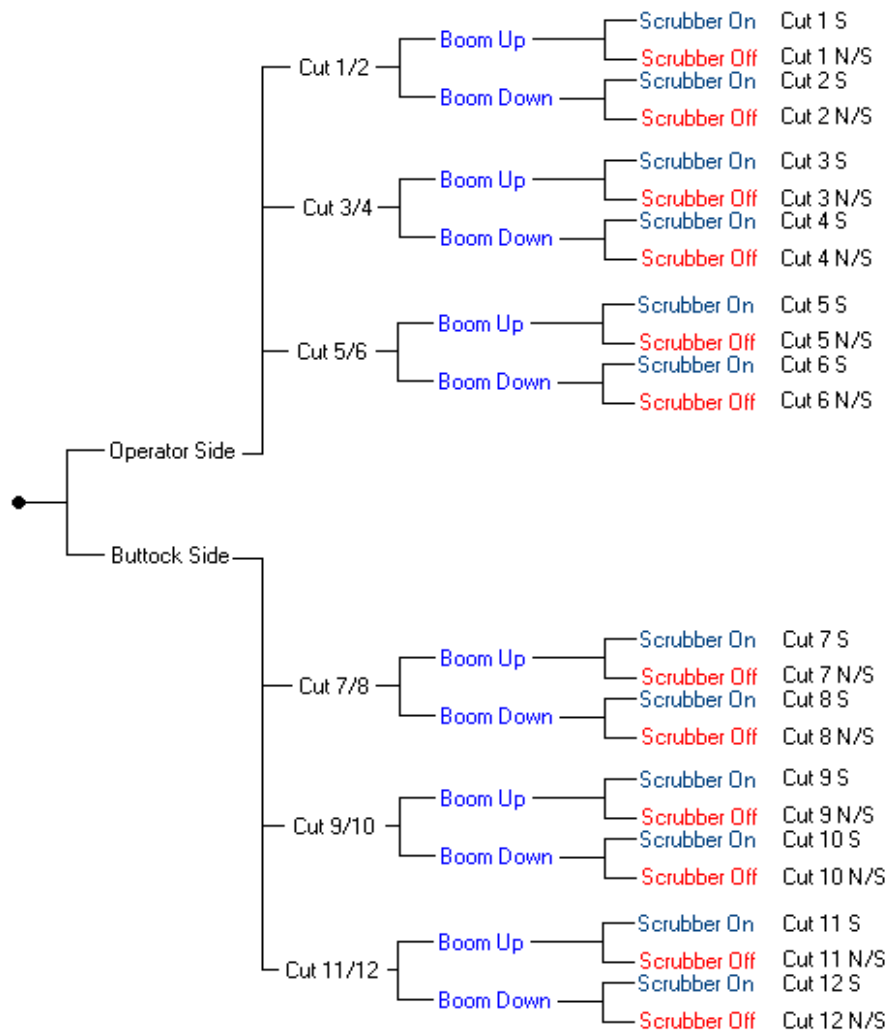 Scrubber On Cut 1 S
Boom Up
Scrubber Off Cut 1 N/S
Cut 1/2
Scrubber On Cut 2 S
Boom Down
Scrubber Off Cut 2 N/S
Scrubber On Cut 3 S
Boom Up
Scrubber Off Cut 3 N/S
Cut 3/4
Scrubber On Cut 4 S
Boom Down
Scrubber Off Cut 4 N/S
Scrubber On Cut 5 S
Boom Up
Scrubber Off Cut 5 N/S
Cut 5/6
Scrubber On Cut 6 S
Boom Down
Scrubber Off Cut 6 N/S
Operator Side
Buttock Side
Scrubber On Cut 7 S
Boom Up
Scrubber Off Cut 7 N/S
Cut 7/8
Scrubber On Cut 8 S
Boom Down
Scrubber Off Cut 8 N/S
Scrubber On Cut 9 S
Boom Up
Scrubber Off Cut 9 N/S
Cut 9/10
Scrubber On Cut 10 S
Boom Down
Scrubber Off Cut 10 N/S
Scrubber On Cut 11 S
Boom Up
Scrubber Off Cut 11 N/S
Cut 11/12
Scrubber On Cut 12 S
Boom Down
Scrubber Off Cut 12 N/S